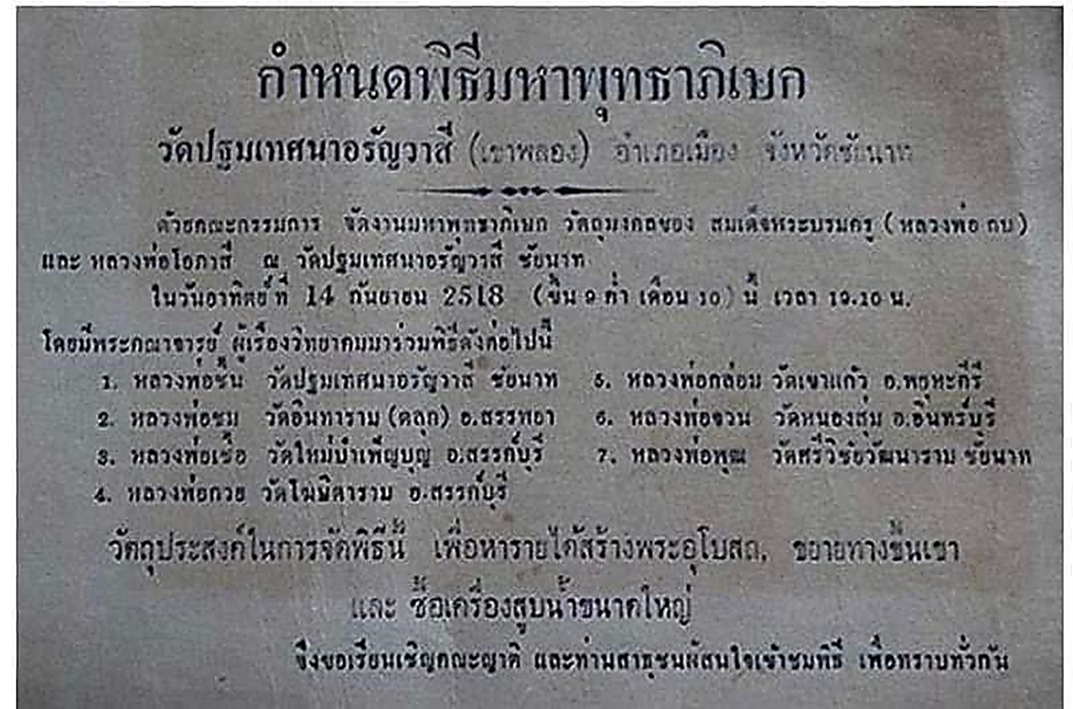 กำหนดพิธีมหาพุทธาภิเษก
วัดปฐมเทศนาอรัญวาสี (เขาพลอง) อำเภอเมือง จังหวัดชัยนาท
ด้วยคณะกรรมการ จัดงานมหาพุทธาภิเษก วัตถุมงคลของ สมเด็จพระบรมครู (หลวงพ่อ กบ)
และ หลวงพ่อโอภาสี ณ วัดปฐมเทศนาอรัญวาสี ชัยนาท
ในวันอาทิตย์ที่ 14 กันยายน 2518 (ขึ้น ๑ ค่ำ เดือน 10) นี้ เวลา 19.10 น.
โดยมีพระคณาจารย์ ผู้เรืองวิทยาคมมาร่วมพิธีดังต่อไปนี้
1. หลวงพ่อชื้น วัดปฐมเทศนาอรัญวาสี ชัยนาท 5. หลวงพ่อกล่อม วัดเขาแก้ว อ.พยุหะคีรี
2. หลวงพ่อชม วัดอินทาราม (ตลุก) อ.สรรพยา 6. หลวงพ่อจวน วัดหนองสุ่ม อ.อินทร์บุรี
3. หลวงพ่อเชื้อ วัดใหม่บำเพ็ญบุญ อ.สรรค์บุรี 7. หลวงพ่อพุฒ วัดศรีวิชัยวัฒนาราม ชัยนาท
4. หลวงพ่อกวย วัดโฆษิตาราม อ.สรรค์บุรี
วัตถุประสงค์ในการจัดพิธีนี้ เพื่อหารายได้สร้างพระอุโบสถ, ขยายทางขึ้นเขา
และ ซื้อเครื่องสูบน้ำขนาดใหญ่
จึงขอเรียนเชิญคณะญาติ และท่านสาธุชนผู้สนใจเข้าชมพิธี เพื่อทราบทั่วกัน